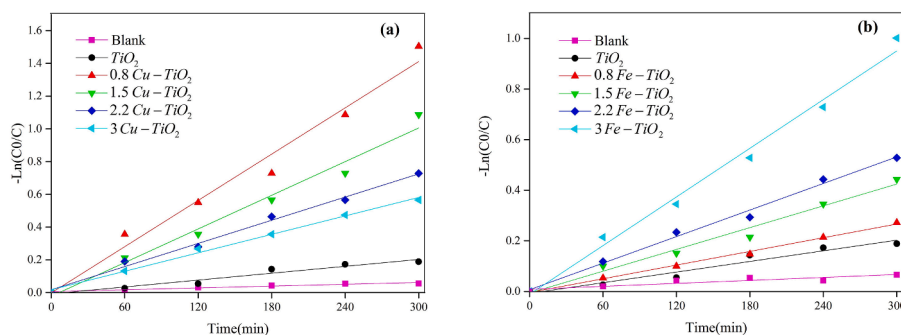 (a)
Blank
TiO₂
0.8 Cu – TiO₂
1.5 Cu – TiO₂
2.2 Cu – TiO₂
3 Cu – TiO₂
1.6
1.4
1.2
1.0
0.8
0.6
0.4
0.2
0.0
-Ln(C0/C)
0 60 120 180 240 300
Time(min)
(b)
Blank
TiO₂
0.8 Fe – TiO₂
1.5 Fe – TiO₂
2.2 Fe – TiO₂
3 Fe – TiO₂
1.0
0.8
0.6
0.4
0.2
0.0
-Ln(C0/C)
0 60 120 180 240 300
Time(min)